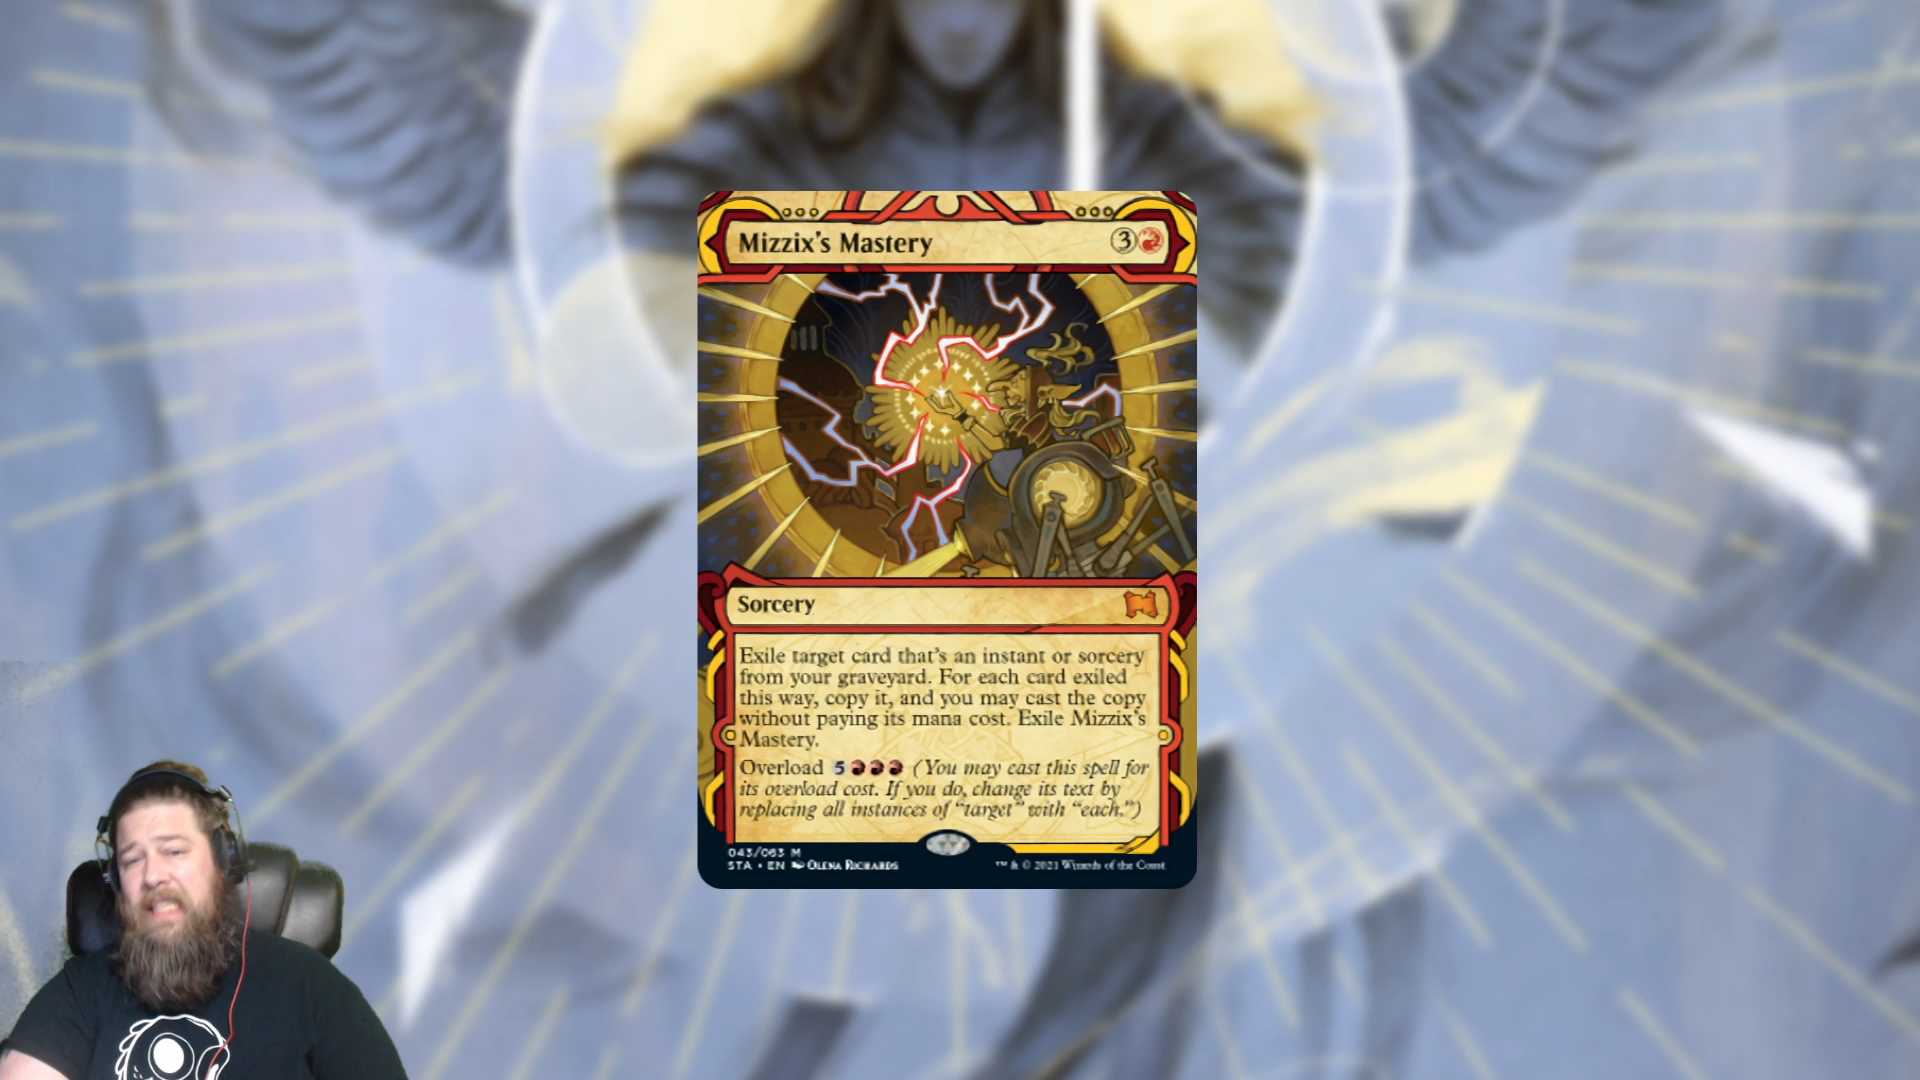 Mizzix's Mastery 3
Sorcery
Exile target card that's an instant or sorcery
from your graveyard. For each card exiled
this way, copy it, and you may cast the copy
without paying its mana cost. Exile Mizzix's
Mastery.
Overload 5 (You may cast this spell for
its overload cost. If you do, change its text by
replacing all instances of "target" with "each.")
043/063 M
STA • EN Olena Richards
™ & © 2021 Wizards of the Coast